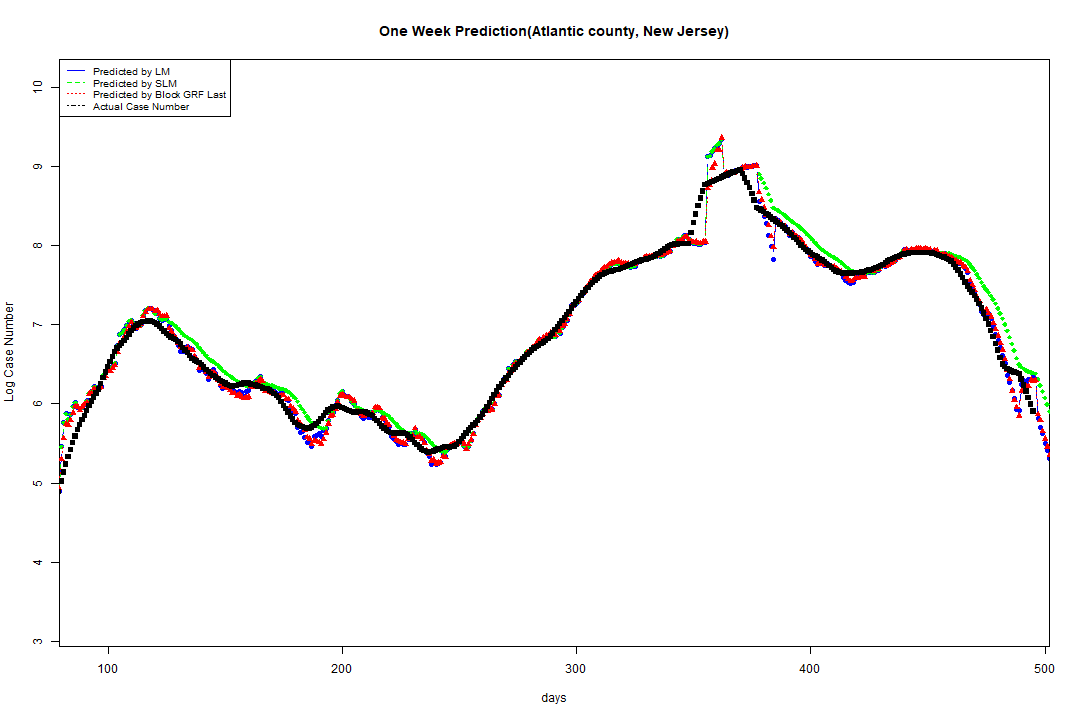 One Week Prediction(Atlantic county, New Jersey)
Predicted by LM
Predicted by SLM
Predicted by Block GRF Last
Actual Case Number
10
9
8
7
6
5
4
3
Log Case Number
100 200 300 400 500
days